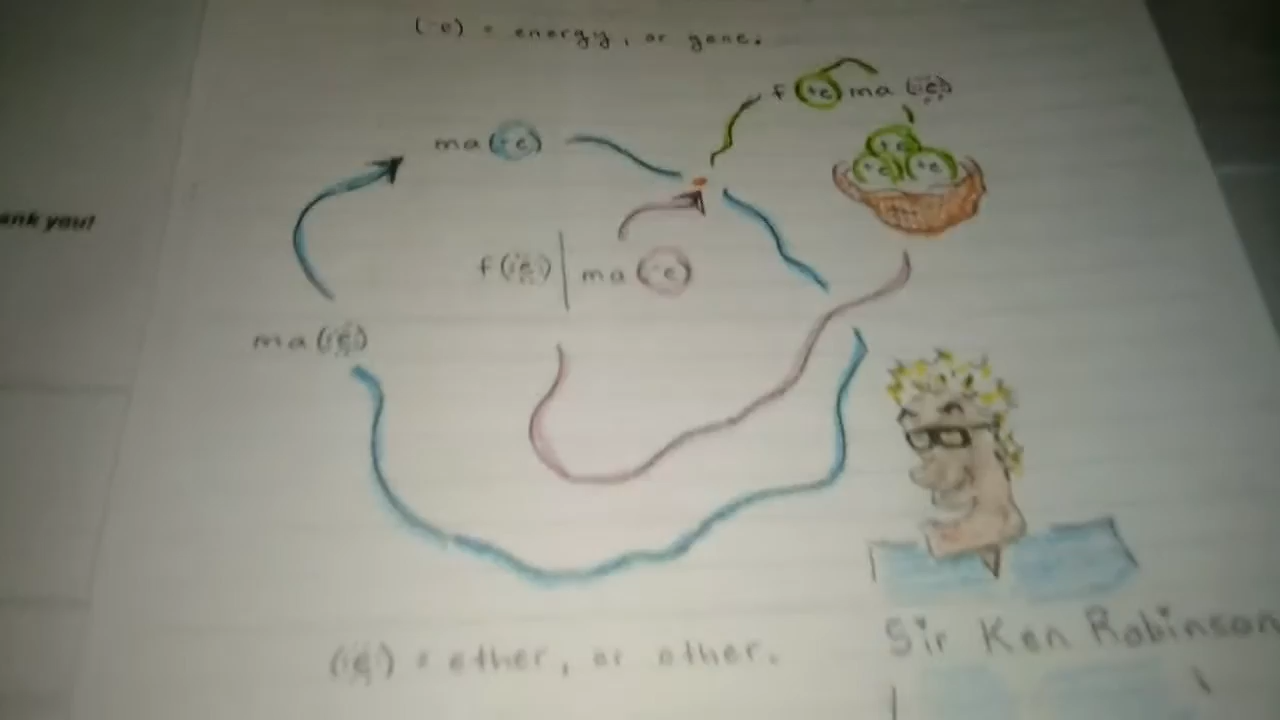 (-e) = energy, or gene.
f (+e) ma (:e:)
ma (-e)
+e
+e +e
ank you!
f (:e:) | ma (-e)
ma (:e:)
Sir Ken Robinson
(:e:) = ether, or other.